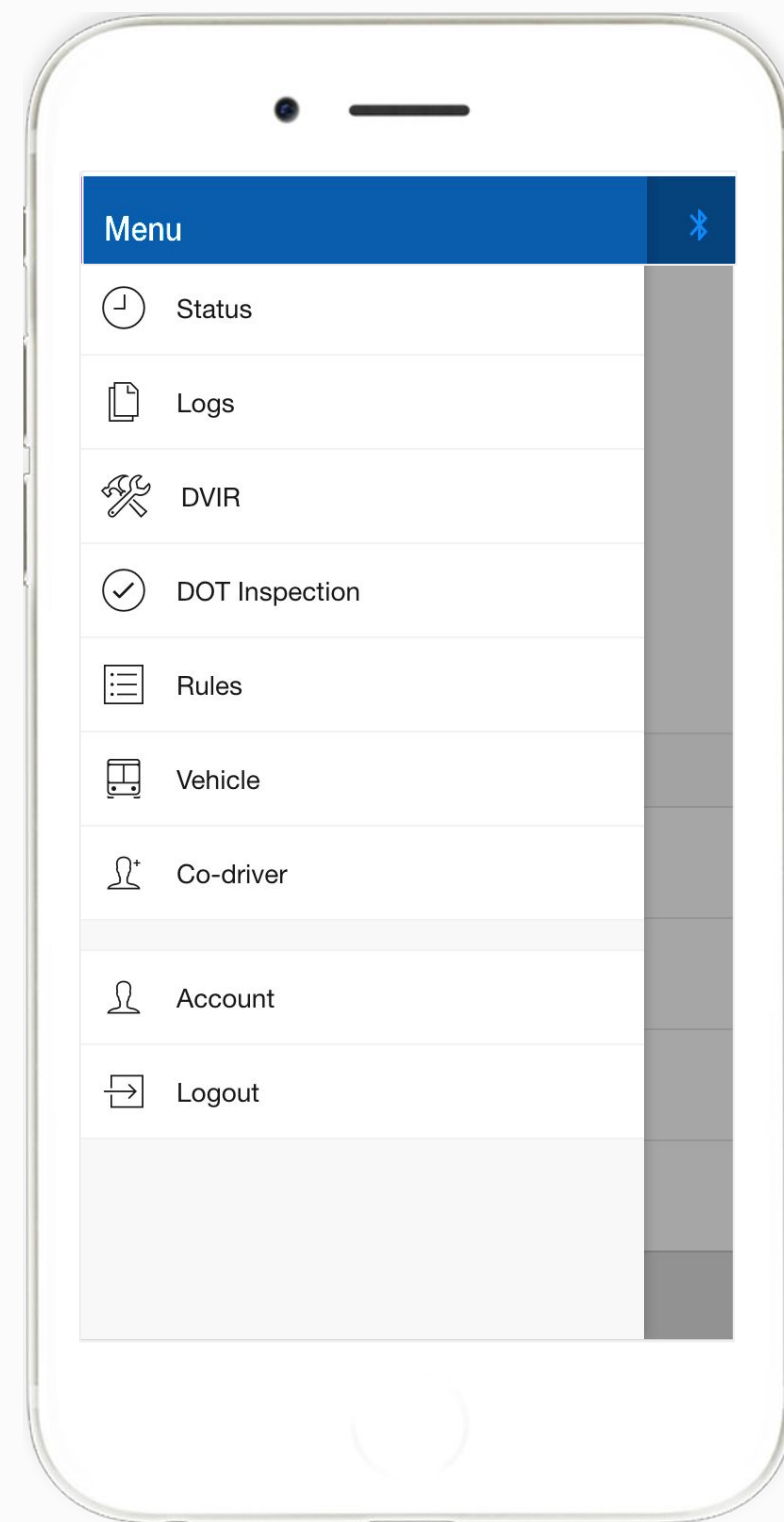 Menu
Status
Logs
DVIR
DOT Inspection
Rules
Vehicle
Co-driver
Account
Logout